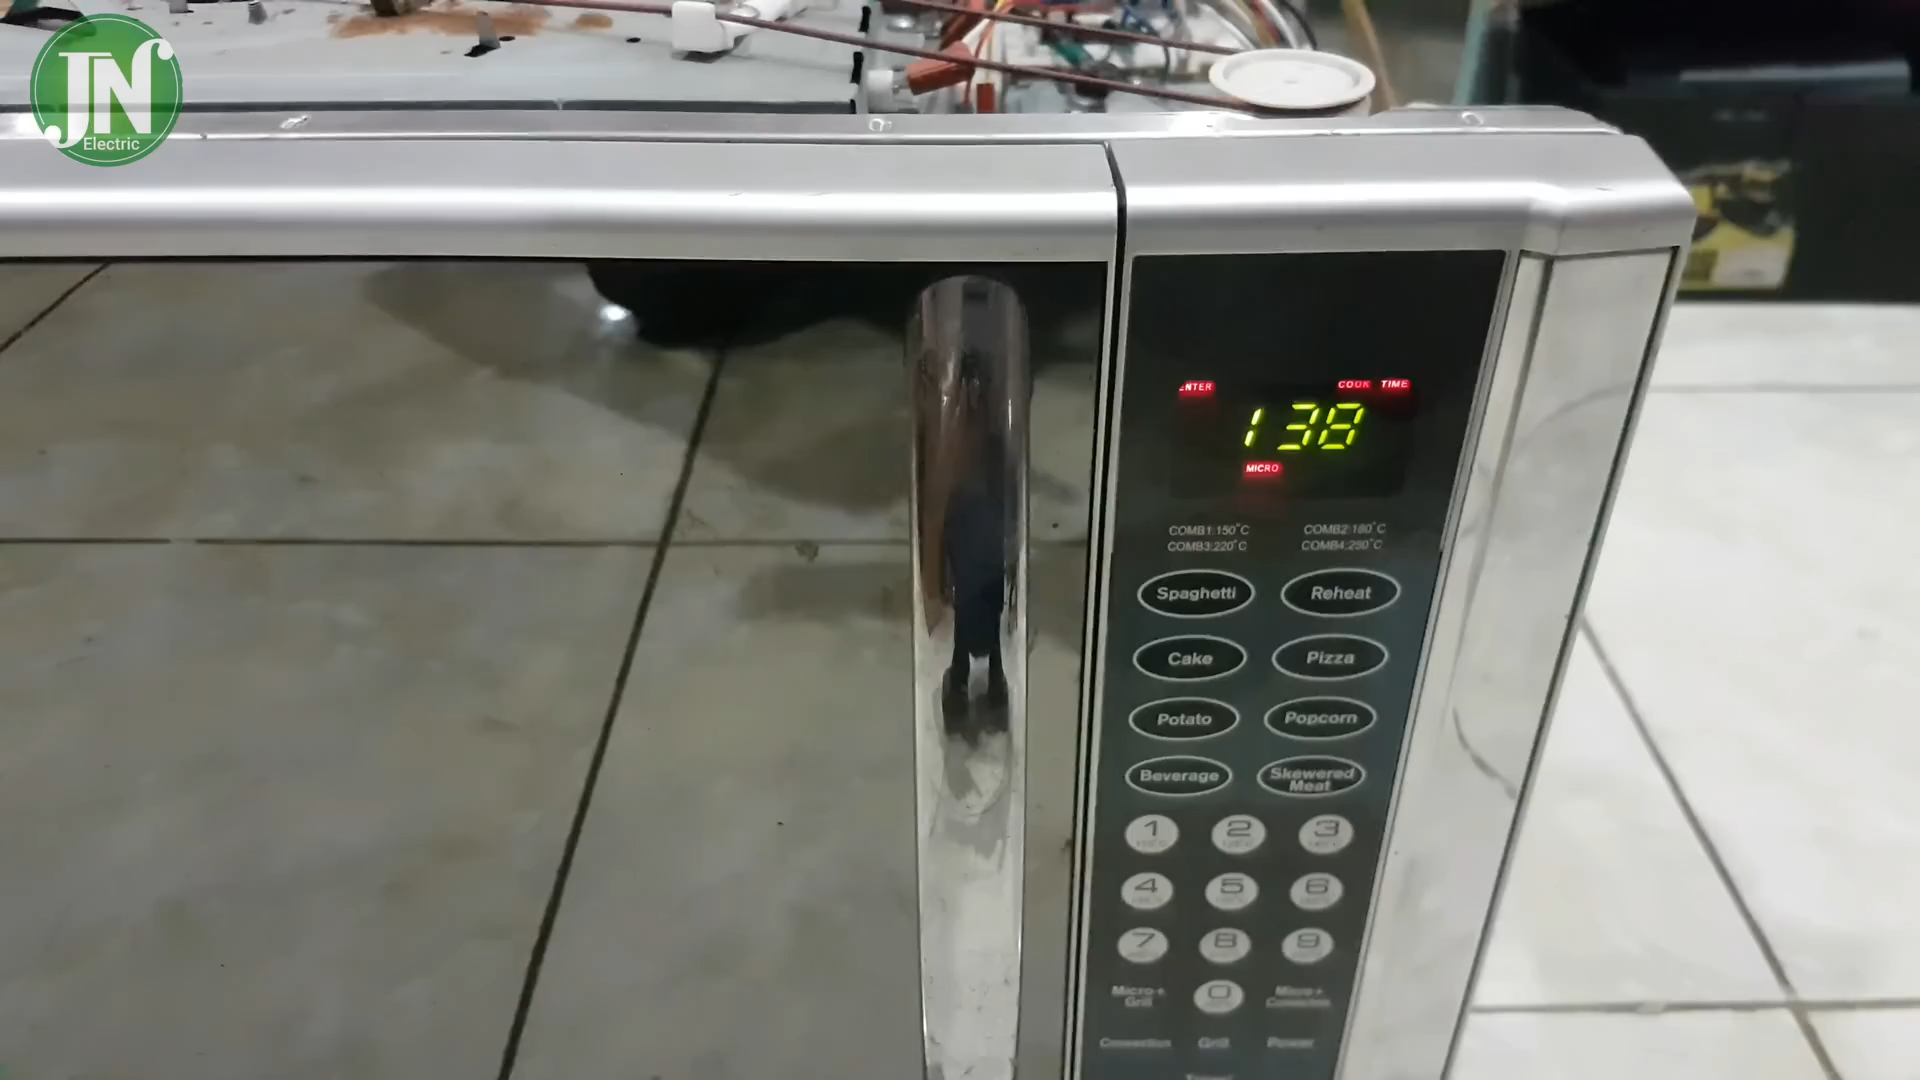 JN
Electric
ENTER COOK TIME
138
MICRO
COMB1:150°C COMB2:180°C
COMB3:220°C COMB4:250°C
Spaghetti Reheat
Cake Pizza
Potato Popcorn
Beverage Skewered Meat
1 2 3
4 5 6
7 8 9
Micro+ Grill 0 Micro+ Convection
Convection Grill Power